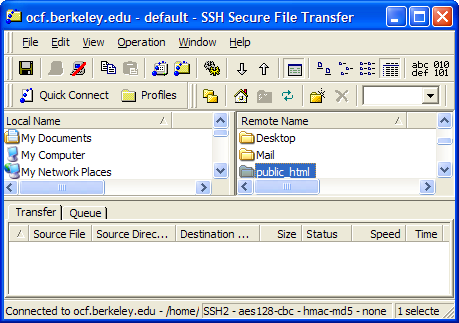 ocf.berkeley.edu - default - SSH Secure File Transfer
File Edit View Operation Window Help
abc 010
def 101
Quick Connect Profiles
Local Name / Remote Name /
My Documents Desktop
My Computer Mail
My Network Places public_html
Transfer Queue
/ Source File Source Direc... Destination ... Size Status Speed Time
Connected to ocf.berkeley.edu - /home/ SSH2 - aes128-cbc - hmac-md5 - none 1 selecte